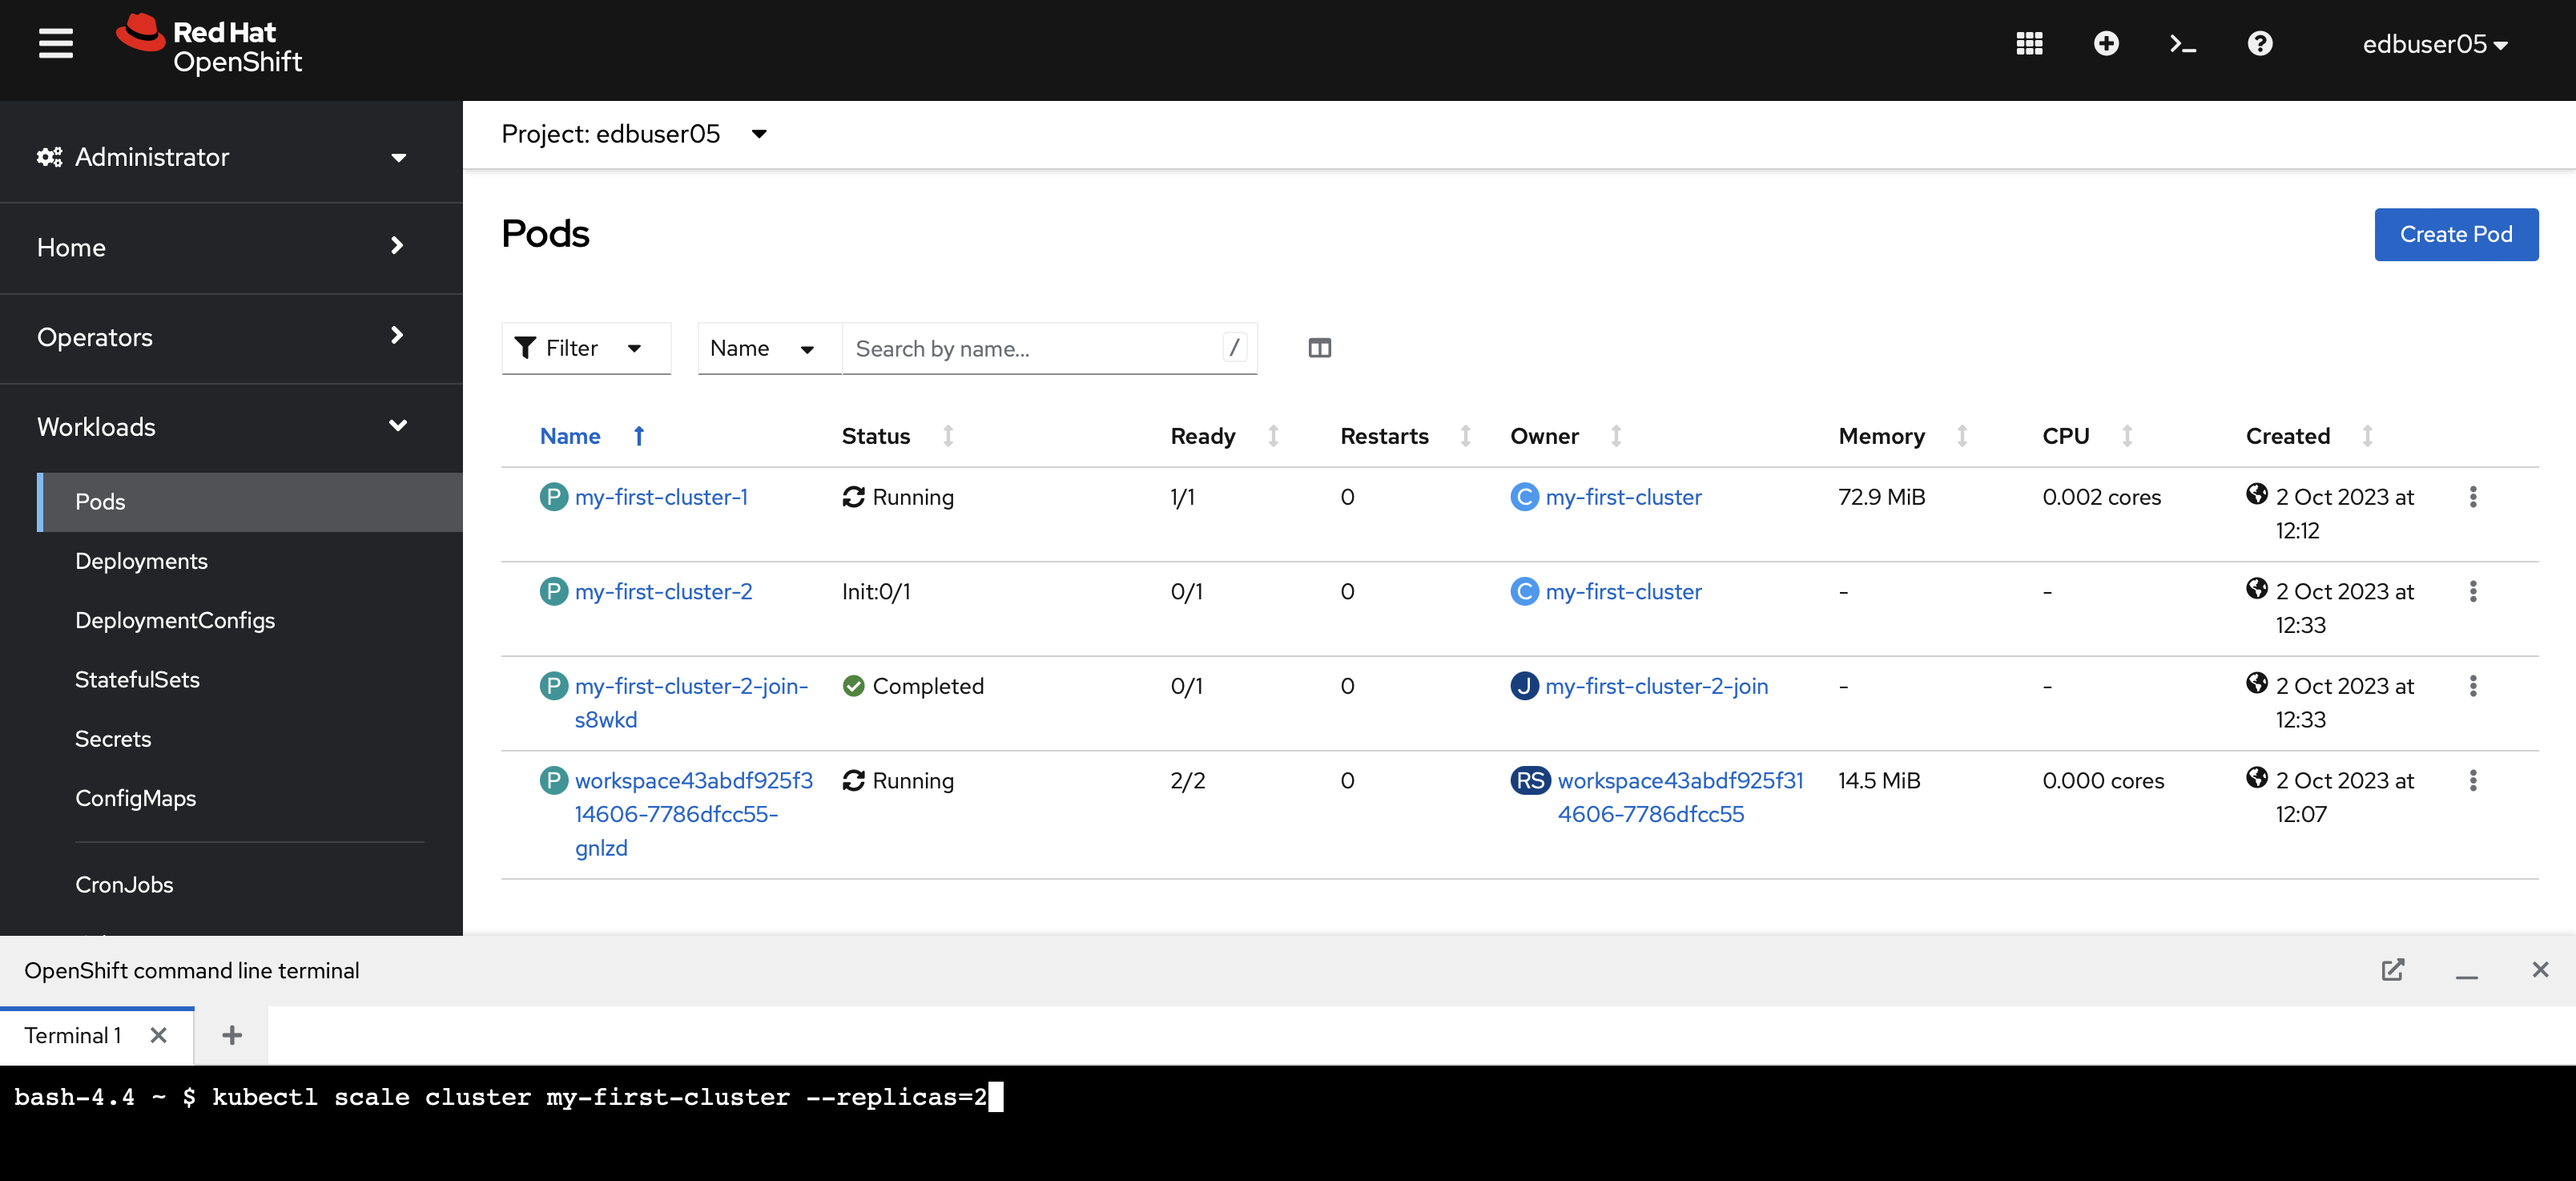 Red Hat
OpenShift
edbuser05
Administrator
Home
Operators
Workloads
Pods
Deployments
DeploymentConfigs
StatefulSets
Secrets
ConfigMaps
CronJobs
Project: edbuser05
Pods
Create Pod
Filter
Name
Search by name...
/
Name Status Ready Restarts Owner Memory CPU Created
P my-first-cluster-1 Running 1/1 0 C my-first-cluster 72.9 MiB 0.002 cores 2 Oct 2023 at
12:12
P my-first-cluster-2 Init:0/1 0/1 0 C my-first-cluster - - 2 Oct 2023 at
12:33
P my-first-cluster-2-join- Completed 0/1 0 J my-first-cluster-2-join - - 2 Oct 2023 at
s8wkd 12:33
P workspace43abdf925f3 Running 2/2 0 RS workspace43abdf925f31 14.5 MiB 0.000 cores 2 Oct 2023 at
14606-7786dfcc55- 4606-7786dfcc55 12:07
gnlzd
OpenShift command line terminal
Terminal 1
bash-4.4 ~ $ kubectl scale cluster my-first-cluster --replicas=2